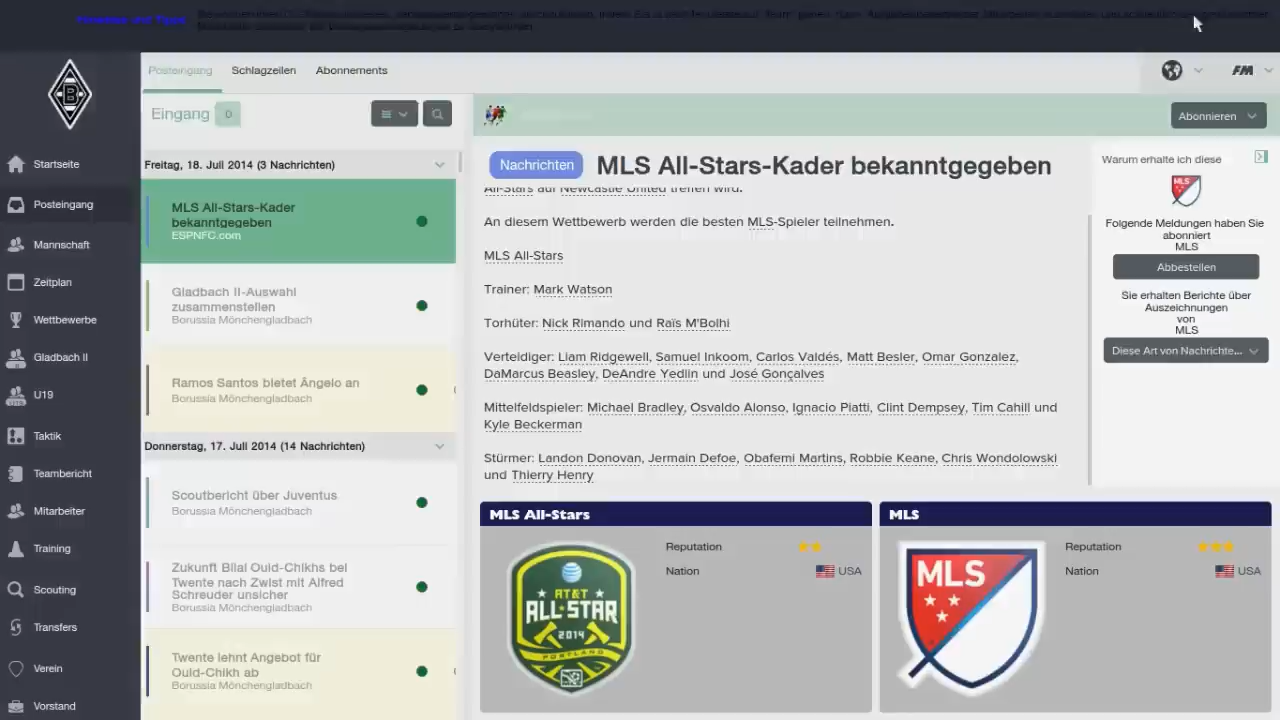 Posteingang
Schlagzeilen
Abonnements
FM
Eingang
0
Abonnieren
Startseite
Posteingang
Mannschaft
Zeitplan
Wettbewerbe
Gladbach II
U19
Taktik
Teambericht
Mitarbeiter
Training
Scouting
Transfers
Verein
Vorstand
Freitag, 18. Juli 2014 (3 Nachrichten)
MLS All-Stars-Kader
bekanntgegeben
ESPNFC.com
Gladbach II-Auswahl
zusammenstellen
Borussia Mönchengladbach
Ramos Santos bietet Ângelo an
Borussia Mönchengladbach
Donnerstag, 17. Juli 2014 (14 Nachrichten)
Scoutbericht über Juventus
Borussia Mönchengladbach
Zukunft Bilal Ould-Chikhs bei
Twente nach Zwist mit Alfred
Schreuder unsicher
Borussia Mönchengladbach
Twente lehnt Angebot für
Ould-Chikh ab
Borussia Mönchengladbach
Nachrichten
MLS All-Stars-Kader bekanntgegeben
All-Stars auf Newcastle United treffen wird.
An diesem Wettbewerb werden die besten MLS-Spieler teilnehmen.
MLS All-Stars
Trainer: Mark Watson
Torhüter: Nick Rimando und Raïs M'Bolhi
Verteidiger: Liam Ridgewell, Samuel Inkoom, Carlos Valdés, Matt Besler, Omar Gonzalez,
DaMarcus Beasley, DeAndre Yedlin und José Gonçalves
Mittelfeldspieler: Michael Bradley, Osvaldo Alonso, Ignacio Piatti, Clint Dempsey, Tim Cahill und
Kyle Beckerman
Stürmer: Landon Donovan, Jermain Defoe, Obafemi Martins, Robbie Keane, Chris Wondolowski
und Thierry Henry
Warum erhalte ich diese
MLS
Folgende Meldungen haben Sie
abonniert
MLS
Abbestellen
Sie erhalten Berichte über
Auszeichnungen
von
MLS
Diese Art von Nachrichte...
MLS All-Stars
Reputation
Nation
USA
AT&T
ALL★STAR
2014
PORTLAND
MLS
Reputation
Nation
USA
MLS